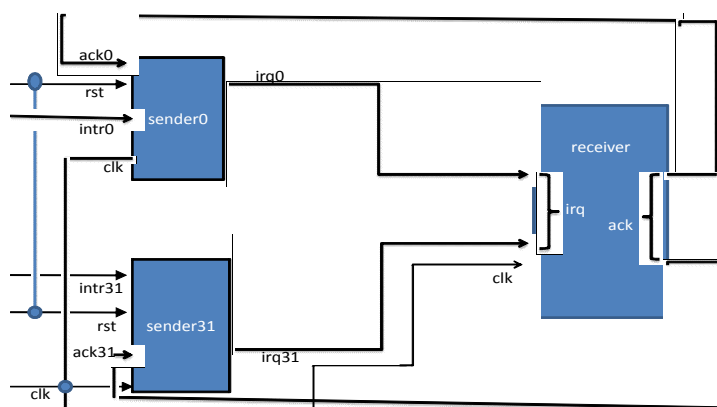 ack0
irq0
rst
sender0
intr0
receiver
clk
irq
ack
clk
intr31
rst
sender31
ack31
irq31
clk